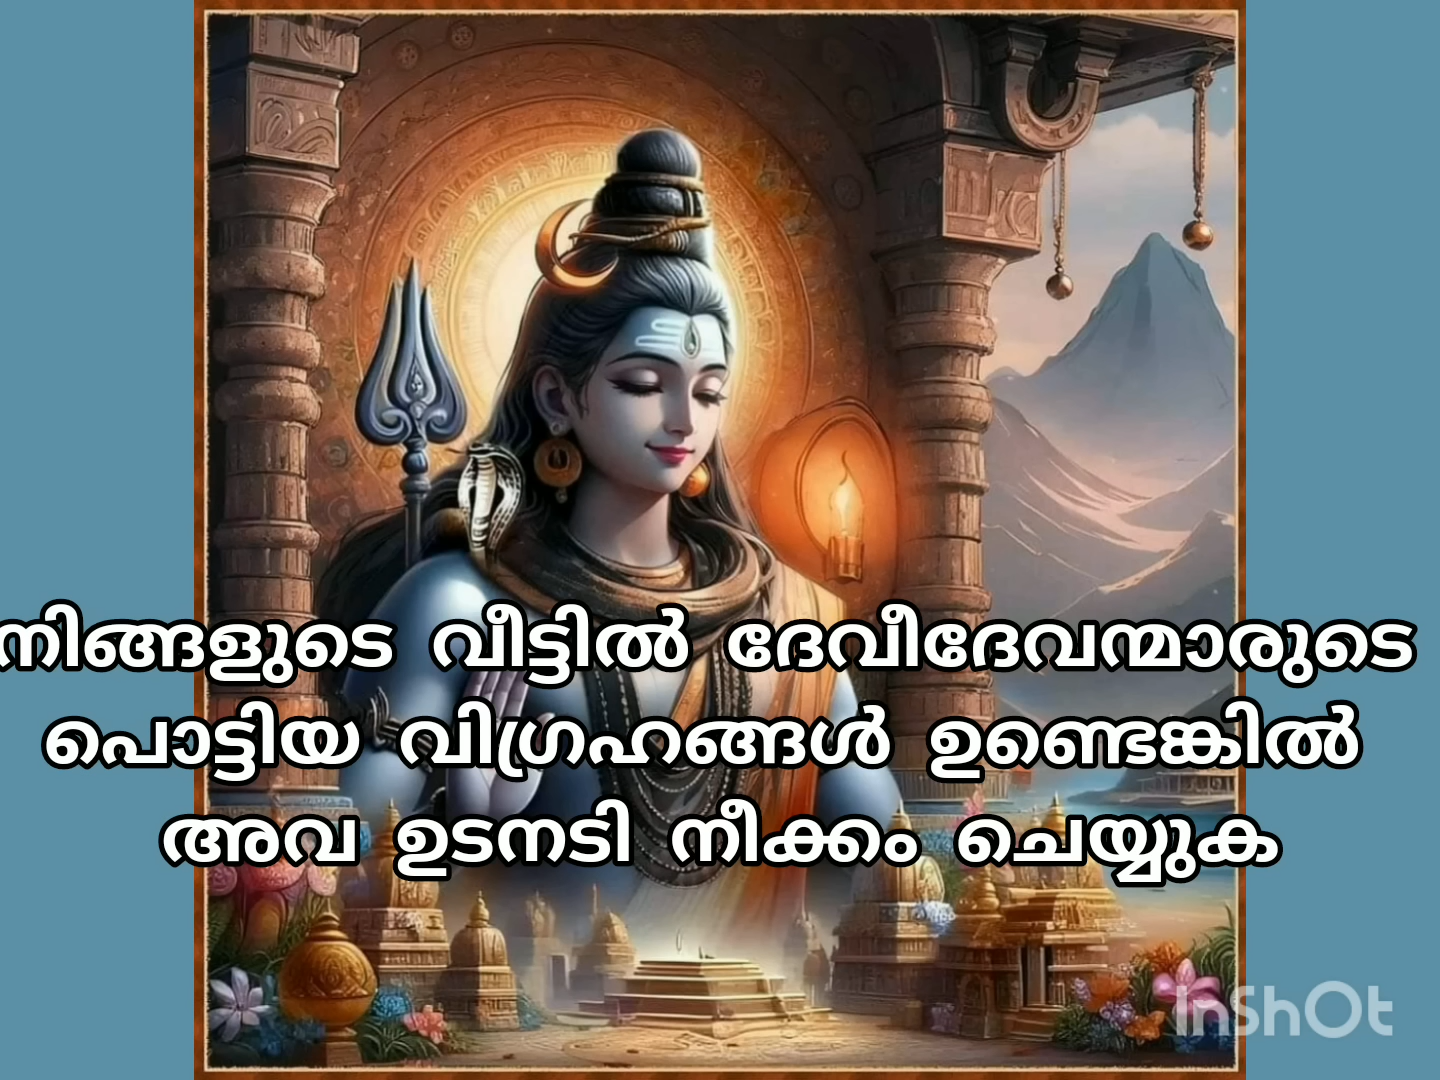 നിങ്ങളുടെ വീട്ടിൽ ദേവീദേവന്മാരുടെ
പൊട്ടിയ വിഗ്രഹങ്ങൾ ഉണ്ടെങ്കിൽ
അവ ഉടനടി നീക്കം ചെയ്യുക
InShOt